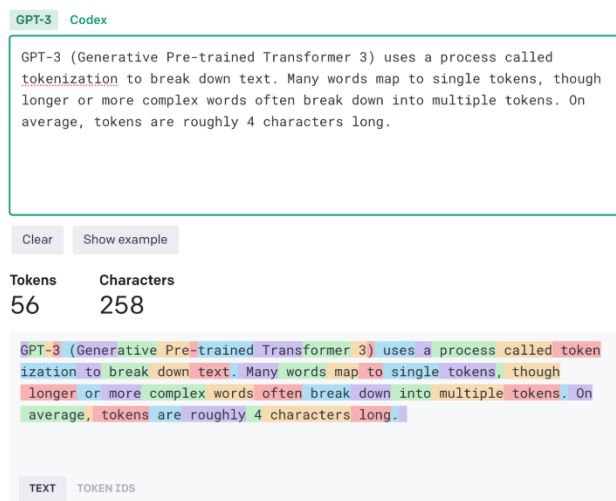 GPT-3 Codex
GPT-3 (Generative Pre-trained Transformer 3) uses a process called
tokenization to break down text. Many words map to single tokens, though
longer or more complex words often break down into multiple tokens. On
average, tokens are roughly 4 characters long.
Clear Show example
Tokens Characters
56 258
GPT-3 (Generative Pre-trained Transformer 3) uses a process called token
ization to break down text. Many words map to single tokens, though
longer or more complex words often break down into multiple tokens. On
average, tokens are roughly 4 characters long.
TEXT TOKEN IDS